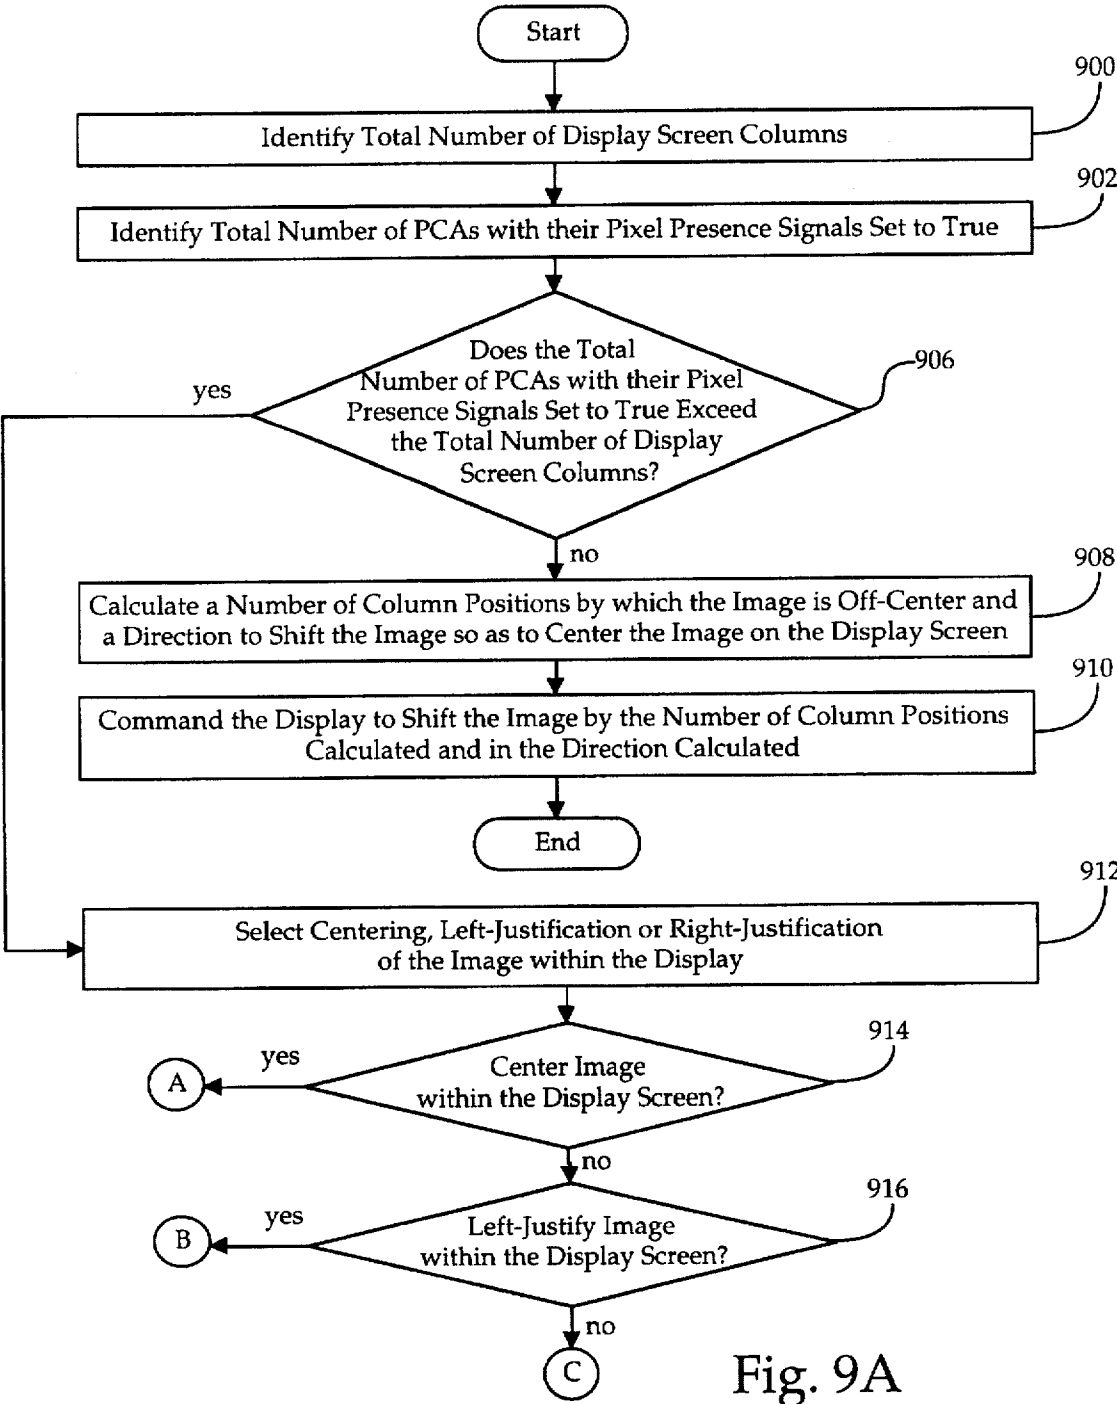 Start
900
Identify Total Number of Display Screen Columns
902
Identify Total Number of PCAs with their Pixel Presence Signals Set to True
906
Does the Total
Number of PCAs with their Pixel
Presence Signals Set to True Exceed
the Total Number of Display
Screen Columns?
yes
no
908
Calculate a Number of Column Positions by which the Image is Off-Center and
a Direction to Shift the Image so as to Center the Image on the Display Screen
910
Command the Display to Shift the Image by the Number of Column Positions
Calculated and in the Direction Calculated
End
912
Select Centering, Left-Justification or Right-Justification
of the Image within the Display
914
Center Image
within the Display Screen?
yes
A
no
916
Left-Justify Image
within the Display Screen?
yes
B
no
C
Fig. 9A